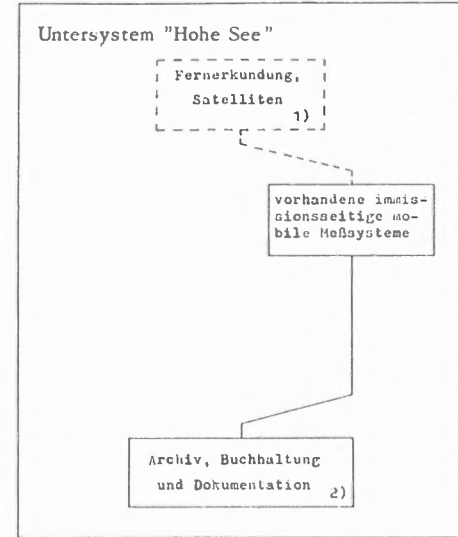 Untersystem "Hohe See"
Fernerkundung,
Satelliten
1)
vorhandene immis-
sionsseitige mo-
bile Meßsysteme
Archiv, Buchhaltung
und Dokumentation
2)